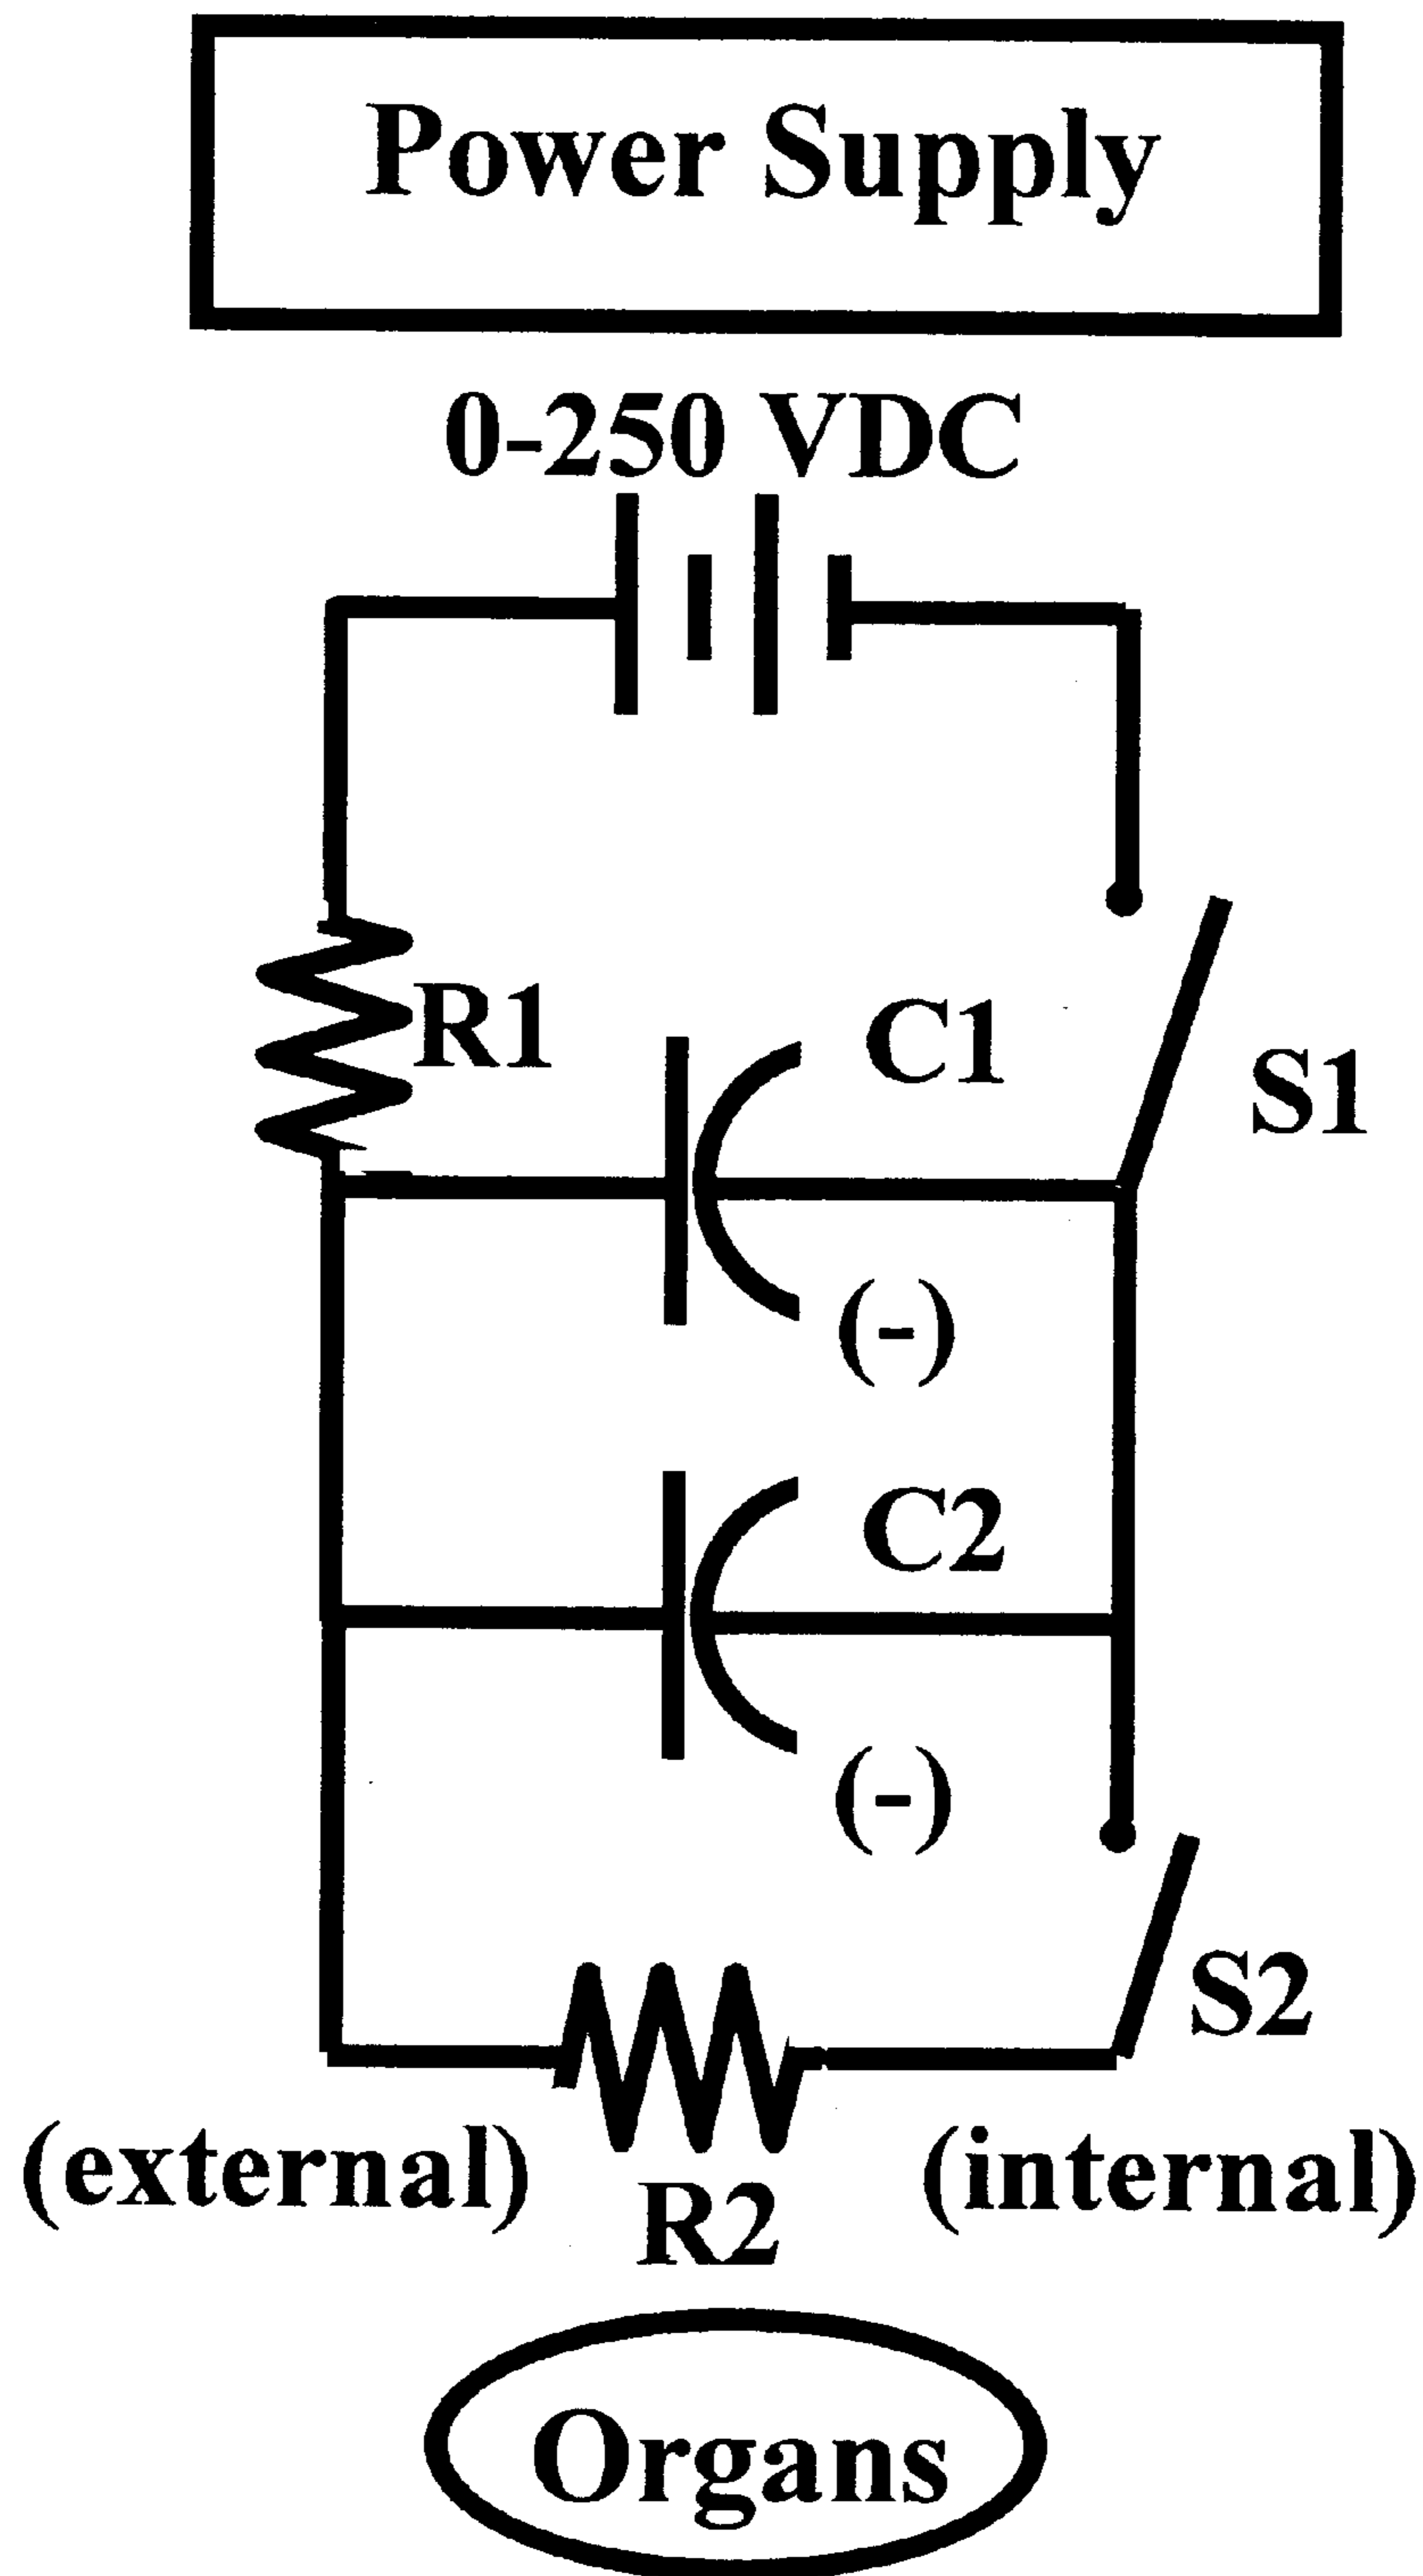 Power Supply
0-250 VDC
R1
C1
S1
(-)
C2
(-)
S2
(external)
(internal)
R2
Organs